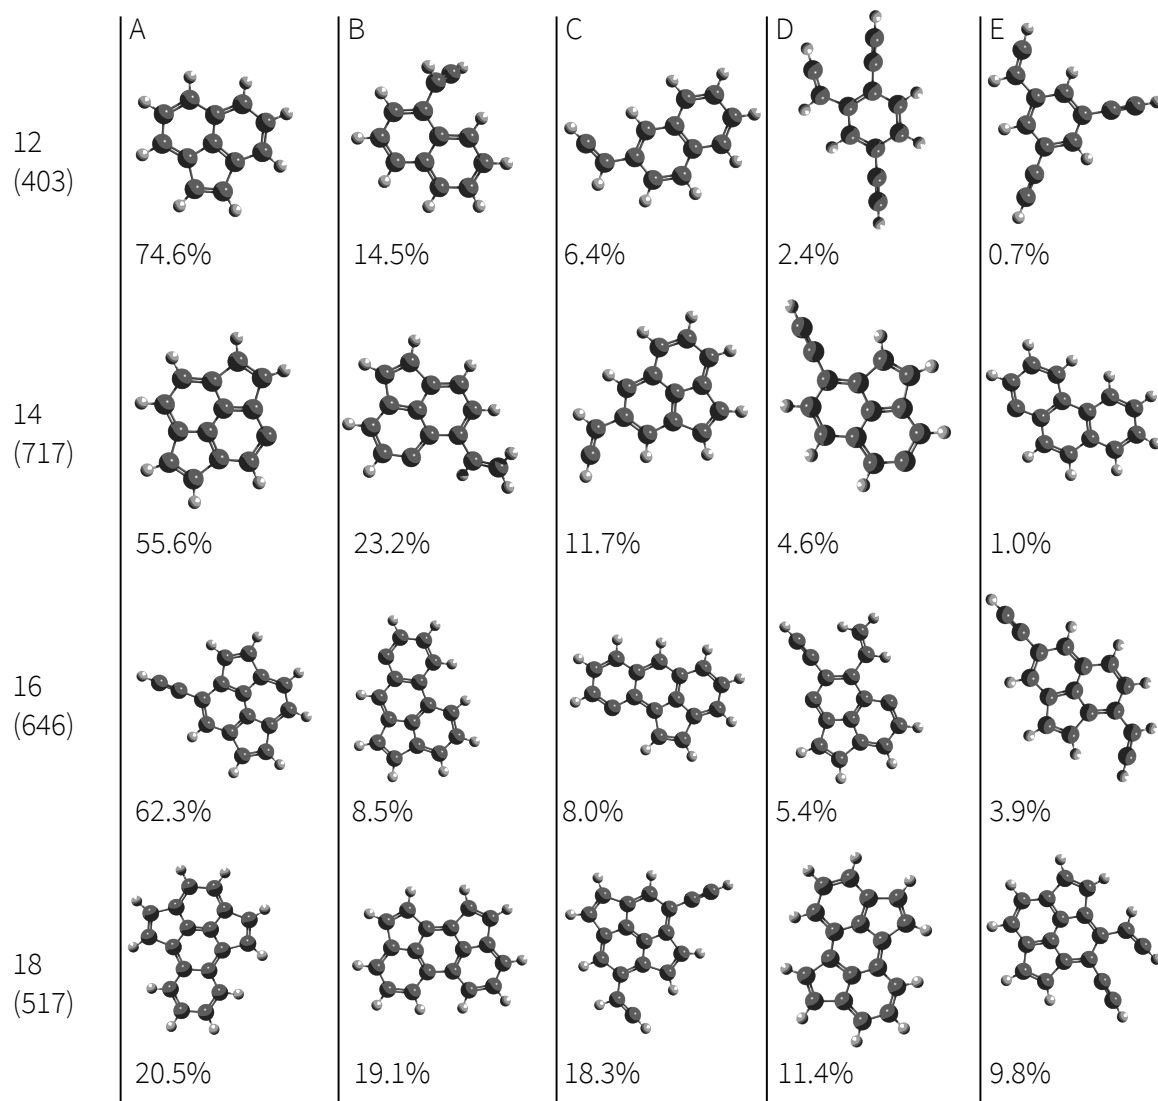 A B C D E
12
(403)
74.6% 14.5% 6.4% 2.4% 0.7%
14
(717)
55.6% 23.2% 11.7% 4.6% 1.0%
16
(646)
62.3% 8.5% 8.0% 5.4% 3.9%
18
(517)
20.5% 19.1% 18.3% 11.4% 9.8%